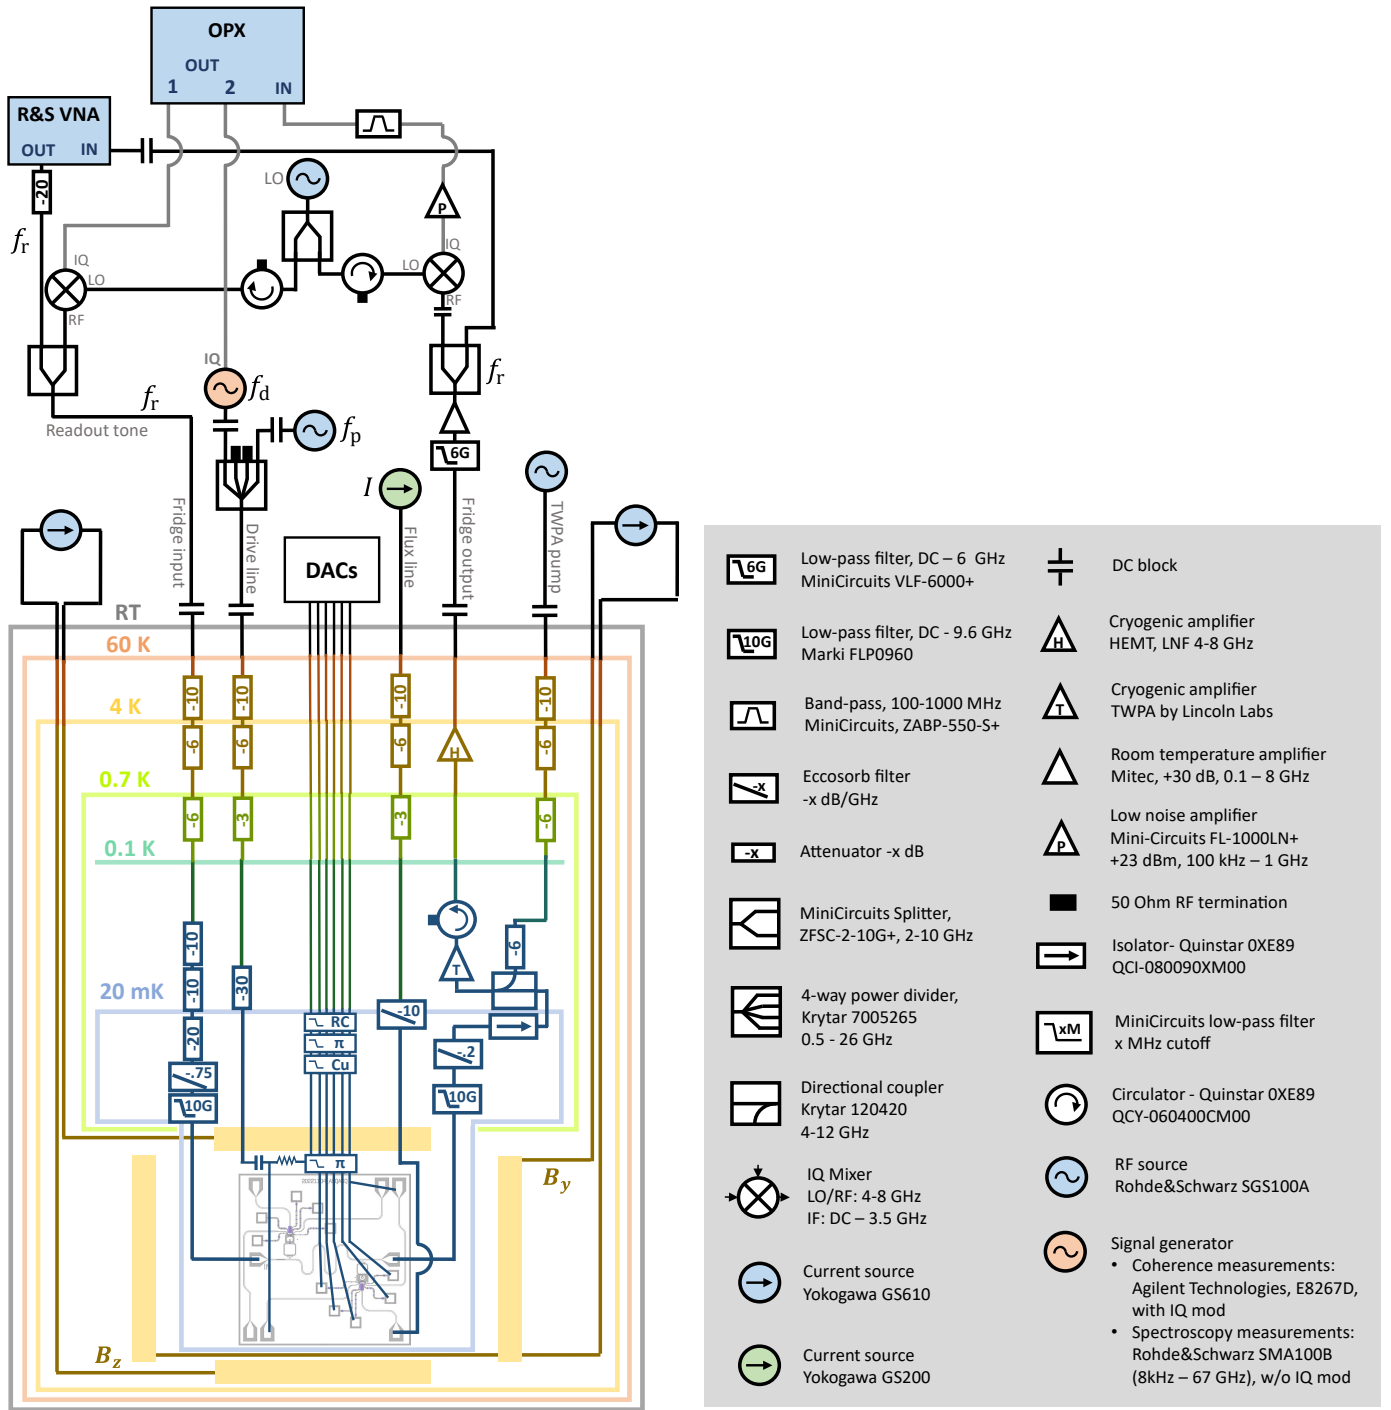 OPX
OUT
1
2
IN
R&S VNA
OUT
IN
-20
LO
P
fr
IQ
LO
RF
LO
IQ
RF
IQ
fd
fr
fr
Readout tone
fp
6G
I
Fridge input
Drive line
Flux line
Fridge output
TWPA pump
DACs
RT
60 K
-10
-10
-10
-10
4 K
-6
-6
-6
H
-6
0.7 K
-6
-3
-3
-6
0.1 K
-10
-6
-10
-30
T
20 mK
-20
RC
-10
π
-.2
Cu
-.75
10G
10G
π
By
Bz
6G
Low-pass filter, DC – 6 GHz
MiniCircuits VLF-6000+
10G
Low-pass filter, DC - 9.6 GHz
Marki FLP0960
Band-pass, 100-1000 MHz
MiniCircuits, ZABP-550-S+
-x
Eccosorb filter
-x dB/GHz
-x
Attenuator -x dB
MiniCircuits Splitter,
ZFSC-2-10G+, 2-10 GHz
4-way power divider,
Krytar 7005265
0.5 - 26 GHz
Directional coupler
Krytar 120420
4-12 GHz
IQ Mixer
LO/RF: 4-8 GHz
IF: DC – 3.5 GHz
Current source
Yokogawa GS610
Current source
Yokogawa GS200
DC block
H
Cryogenic amplifier
HEMT, LNF 4-8 GHz
T
Cryogenic amplifier
TWPA by Lincoln Labs
Room temperature amplifier
Mitec, +30 dB, 0.1 – 8 GHz
P
Low noise amplifier
Mini-Circuits FL-1000LN+
+23 dBm, 100 kHz – 1 GHz
50 Ohm RF termination
Isolator- Quinstar 0XE89
QCI-080090XM00
xM
MiniCircuits low-pass filter
x MHz cutoff
Circulator - Quinstar 0XE89
QCY-060400CM00
RF source
Rohde&Schwarz SGS100A
Signal generator
• Coherence measurements:
Agilent Technologies, E8267D,
with IQ mod
• Spectroscopy measurements:
Rohde&Schwarz SMA100B
(8kHz – 67 GHz), w/o IQ mod